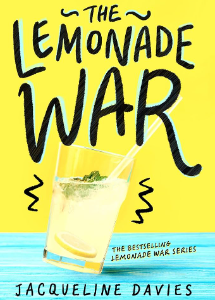 ~THE~
LEMONADE
WAR
THE BESTSELLING
LEMONADE WAR SERIES
JACQUELINE DAVIES